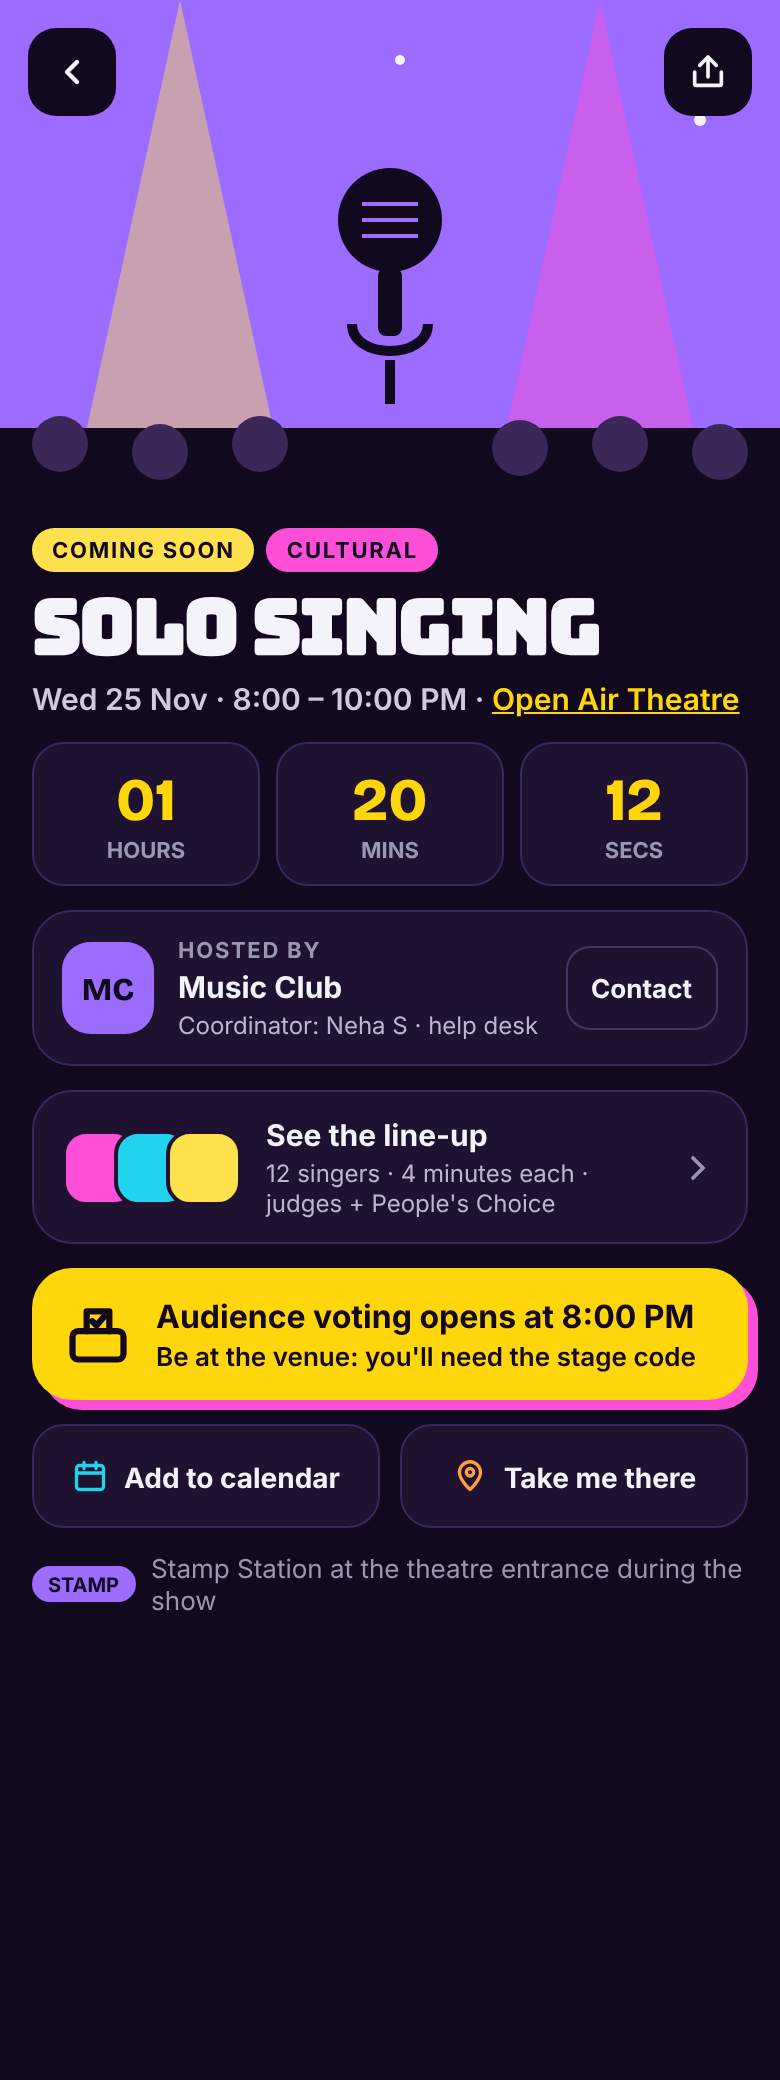 COMING SOON
CULTURAL
SOLO SINGING
Wed 25 Nov · 8:00 – 10:00 PM · Open Air Theatre
01
HOURS
20
MINS
12
SECS
MC
HOSTED BY
Music Club
Coordinator: Neha S · help desk
Contact
See the line-up
12 singers · 4 minutes each ·
judges + People's Choice
Audience voting opens at 8:00 PM
Be at the venue: you'll need the stage code
Add to calendar
Take me there
STAMP
Stamp Station at the theatre entrance during the
show